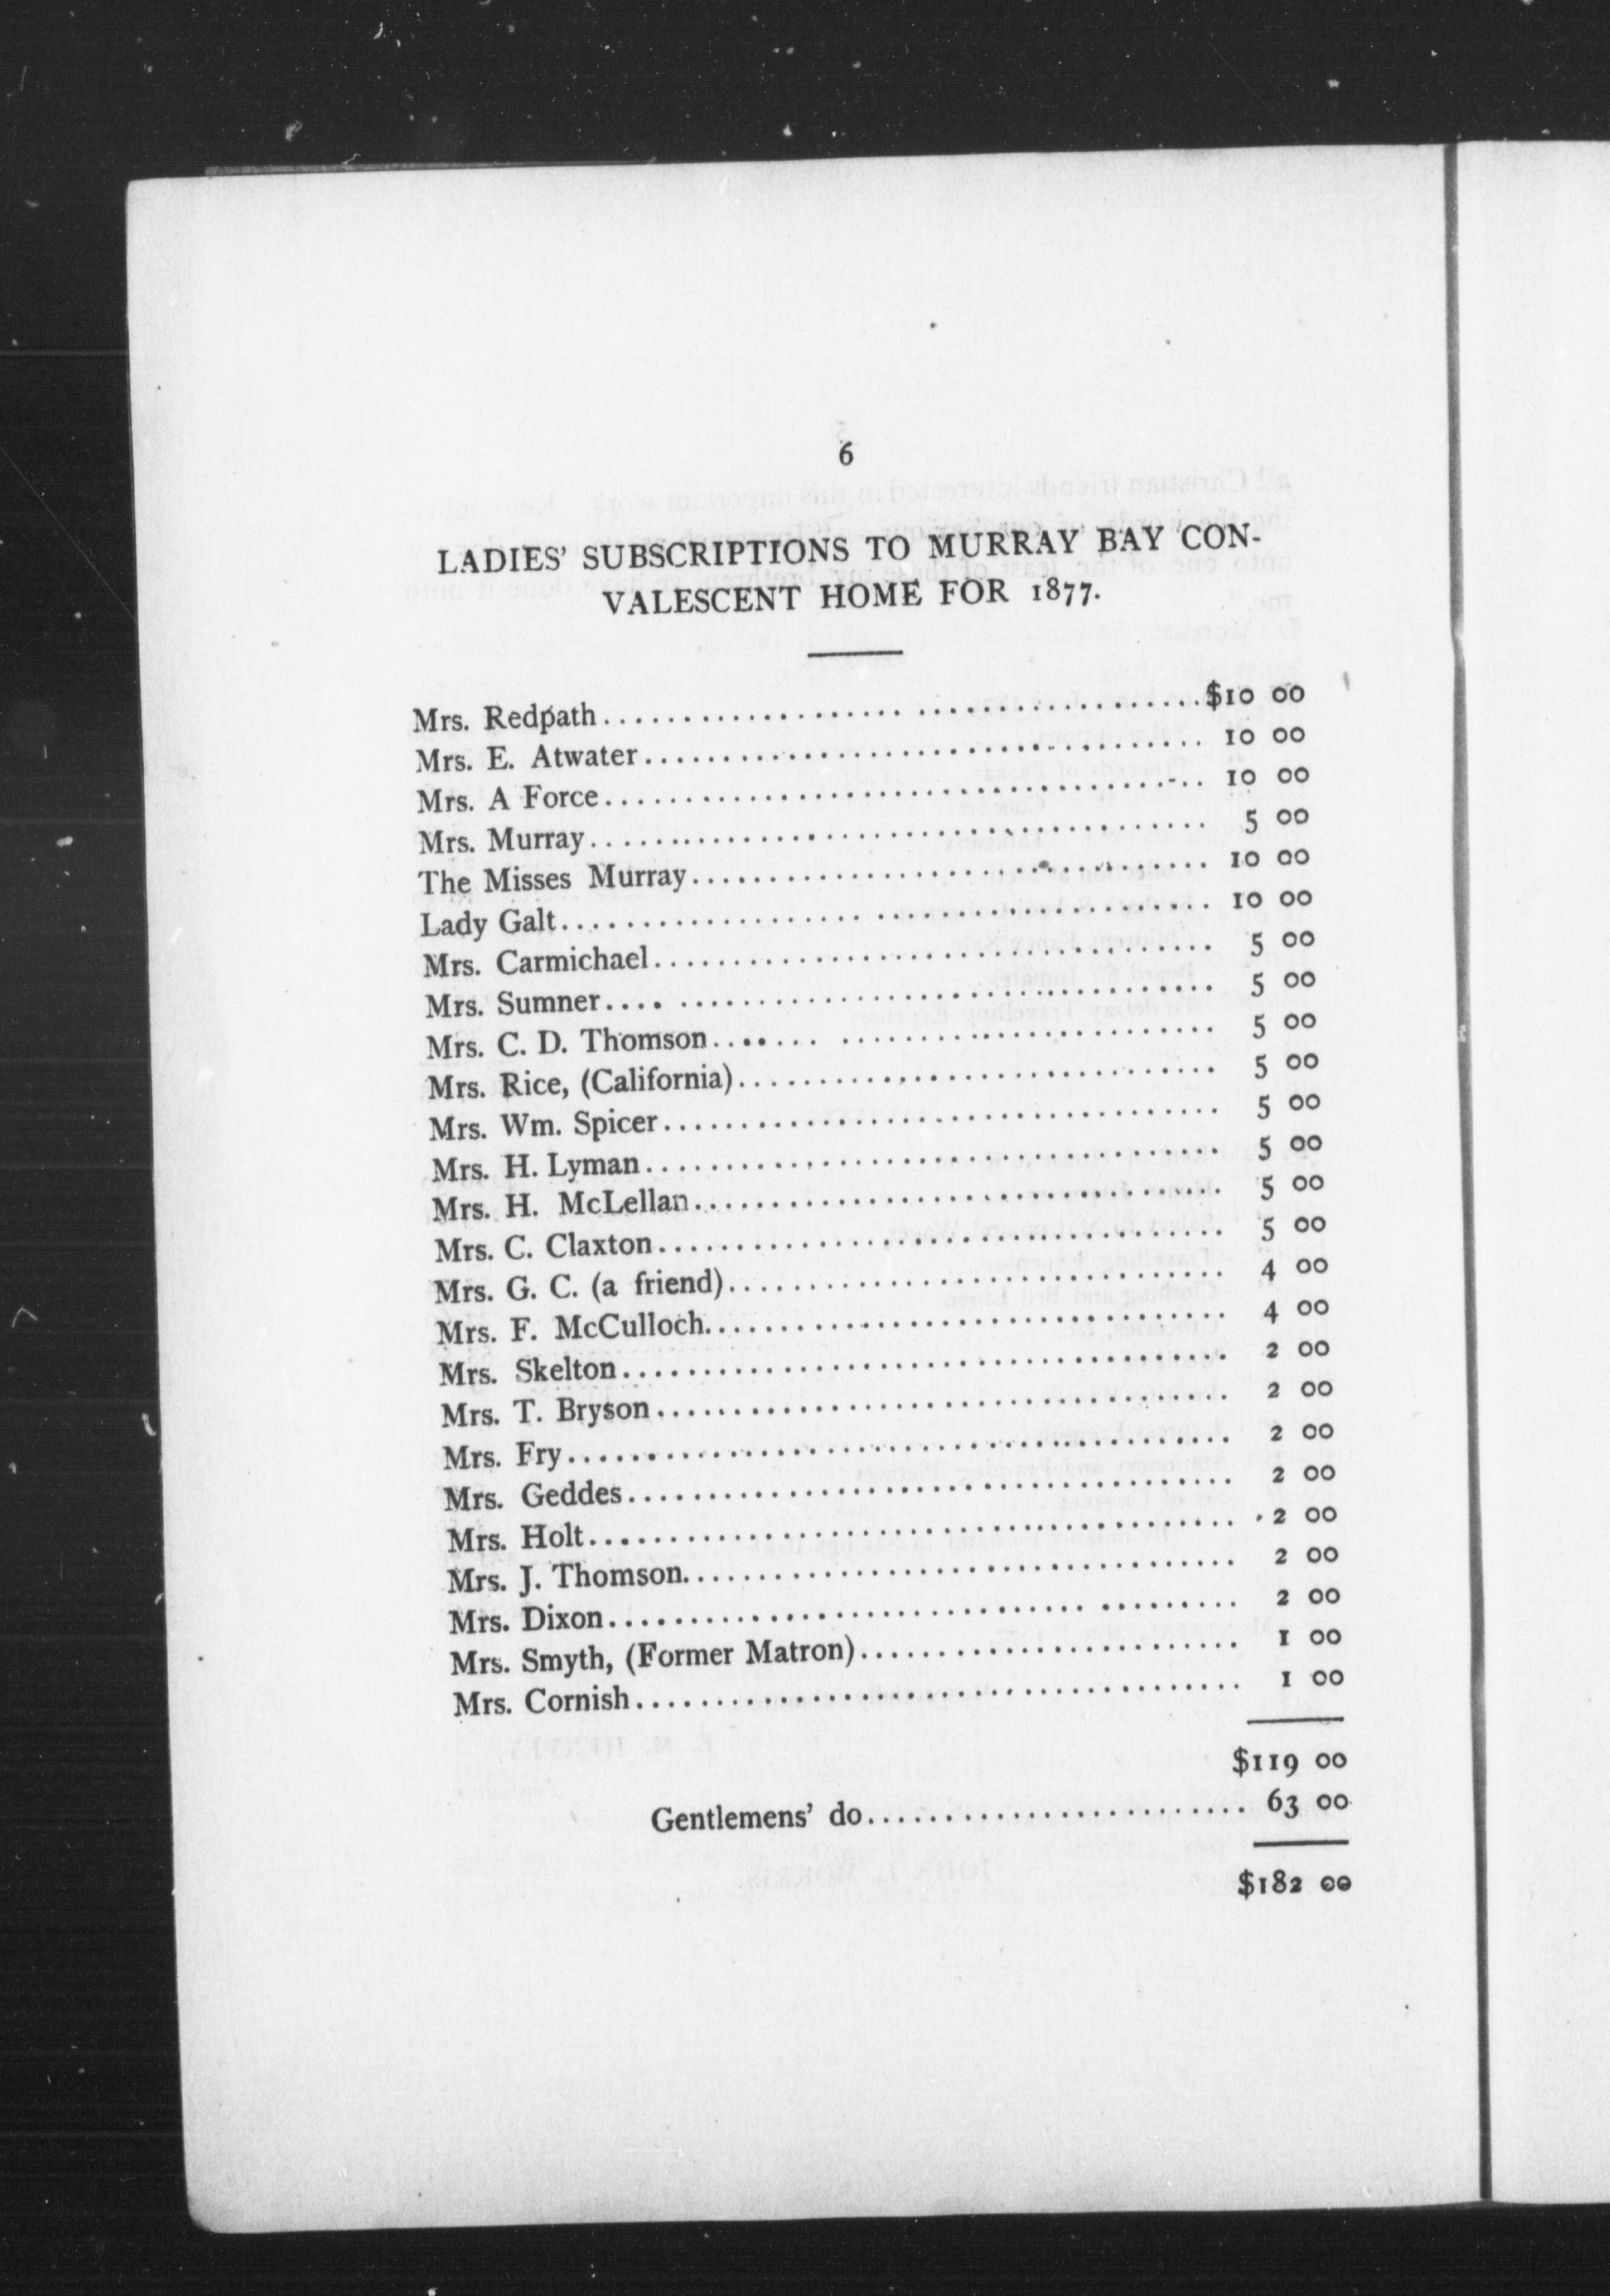 6
LADIES' SUBSCRIPTIONS TO MURRAY BAY CON-
VALESCENT HOME FOR 1877.
Mrs. Redpath........................................$10 00
Mrs. E. Atwater........................................ 10 00
Mrs. A Force........................................ 10 00
Mrs. Murray........................................ 5 00
The Misses Murray........................................ 10 00
Lady Galt........................................ 10 00
Mrs. Carmichael........................................ 5 00
Mrs. Sumner........................................ 5 00
Mrs. C. D. Thomson........................................ 5 00
Mrs. Rice, (California)........................................ 5 00
Mrs. Wm. Spicer........................................ 5 00
Mrs. H. Lyman........................................ 5 00
Mrs. H. McLellan........................................ 5 00
Mrs. C. Claxton........................................ 5 00
Mrs. G. C. (a friend)........................................ 4 00
Mrs. F. McCulloch........................................ 4 00
Mrs. Skelton........................................ 2 00
Mrs. T. Bryson........................................ 2 00
Mrs. Fry........................................ 2 00
Mrs. Geddes........................................ 2 00
Mrs. Holt........................................ 2 00
Mrs. J. Thomson........................................ 2 00
Mrs. Dixon........................................ 2 00
Mrs. Smyth, (Former Matron)........................................ 1 00
Mrs. Cornish........................................ 1 00
$119 00
Gentlemens' do........................ 63 00
$182 00